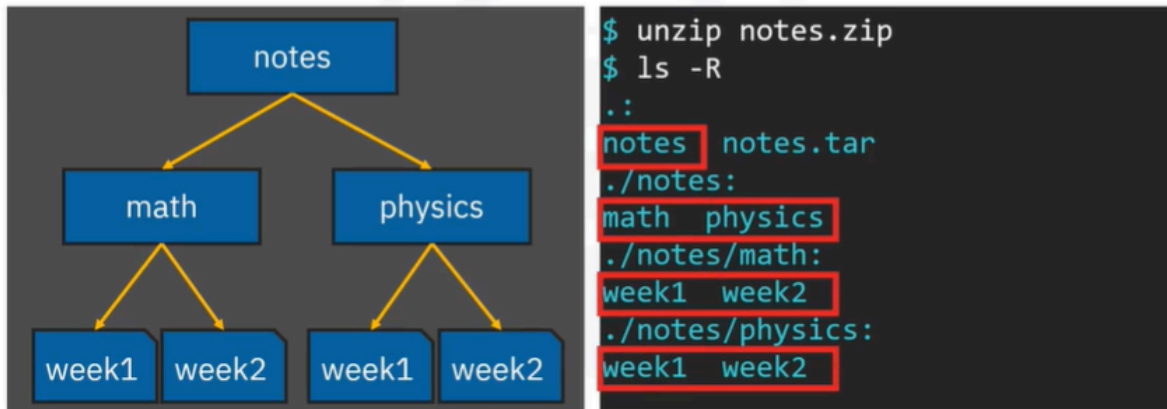 notes
math physics
week1 week2 week1 week2
$ unzip notes.zip
$ ls -R
.:
notes notes.tar
./notes:
math physics
./notes/math:
week1 week2
./notes/physics:
week1 week2